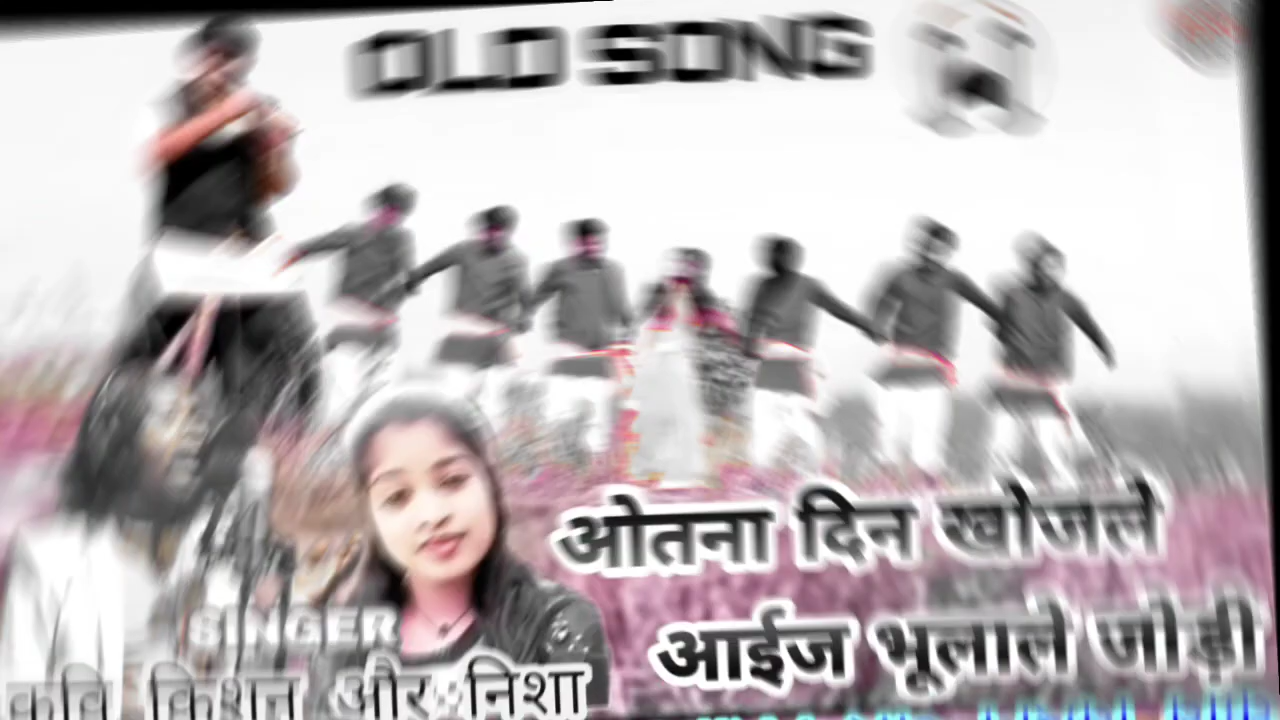 OLD SONG
ओतना दिन खोजले
आईज भूलाले जोड़ी
SINGER
कवि किशन और निशा